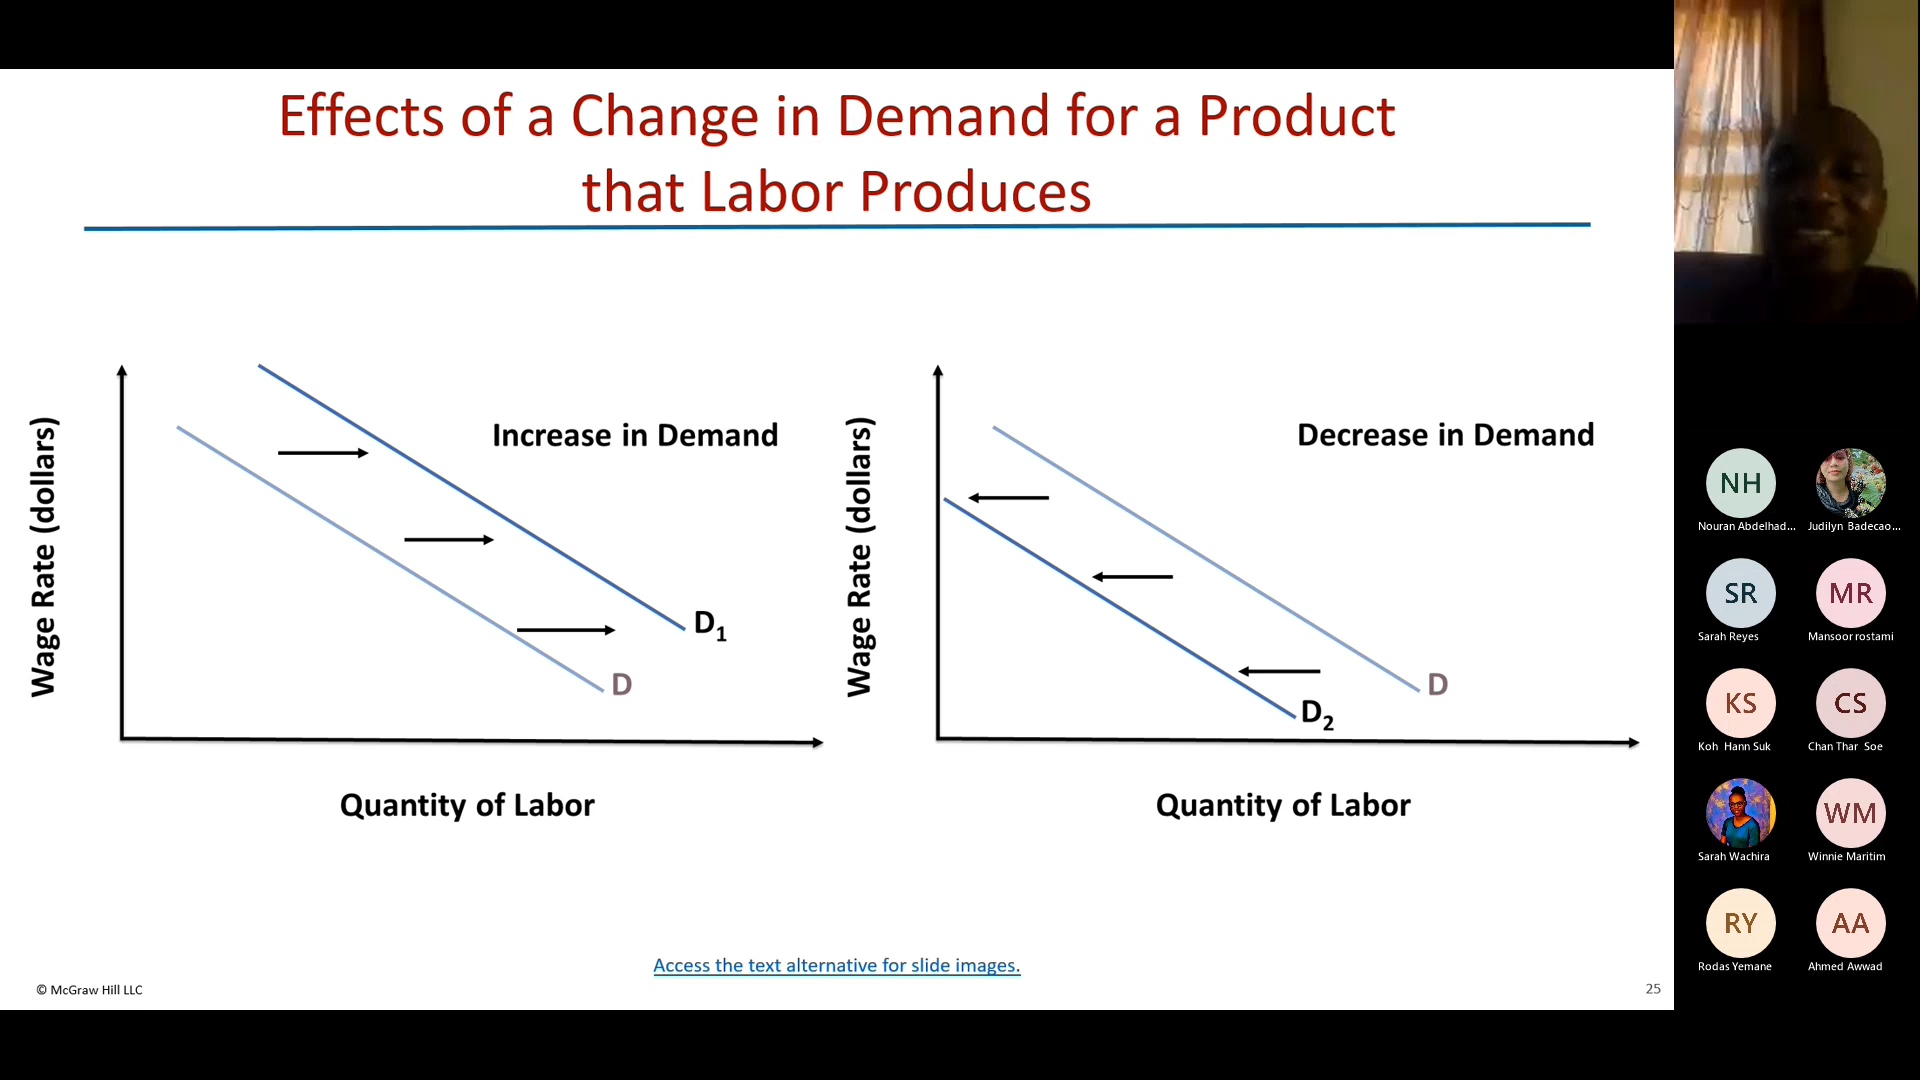 Effects of a Change in Demand for a Product
that Labor Produces
Wage Rate (dollars)
Increase in Demand
D1
D
Quantity of Labor
Wage Rate (dollars)
Decrease in Demand
D
D2
Quantity of Labor
Access the text alternative for slide images.
© McGraw Hill LLC
25
NH
Nouran Abdelhad...
Judilyn Badecao...
SR
Sarah Reyes
MR
Mansoor rostami
KS
Koh Hann Suk
CS
Chan Thar Soe
Sarah Wachira
WM
Winnie Maritim
RY
Rodas Yemane
AA
Ahmed Awwad